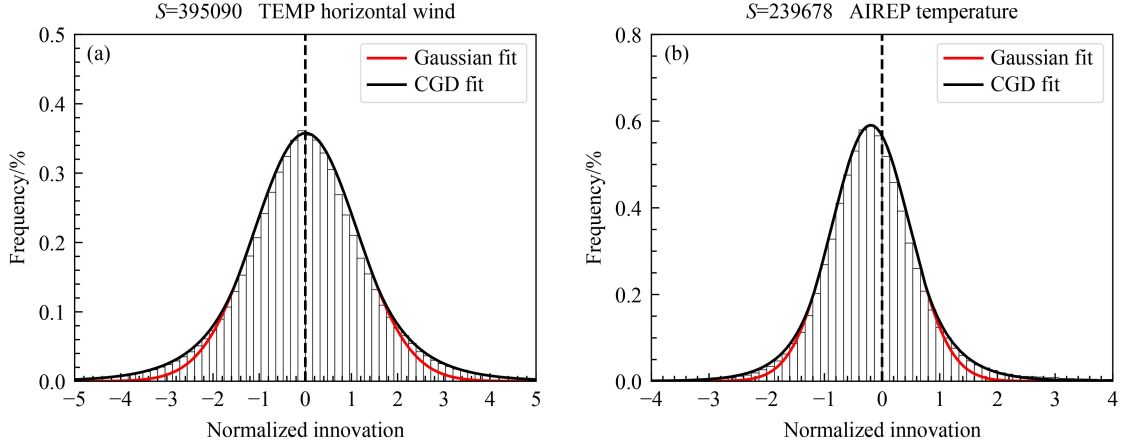 S=395090 TEMP horizontal wind
(a)
Gaussian fit
CGD fit
Frequency/%
0.5
0.4
0.3
0.2
0.1
0.0
−5 −4 −3 −2 −1 0 1 2 3 4 5
Normalized innovation
S=239678 AIREP temperature
(b)
Gaussian fit
CGD fit
Frequency/%
0.8
0.6
0.4
0.2
0.0
−4 −3 −2 −1 0 1 2 3 4
Normalized innovation